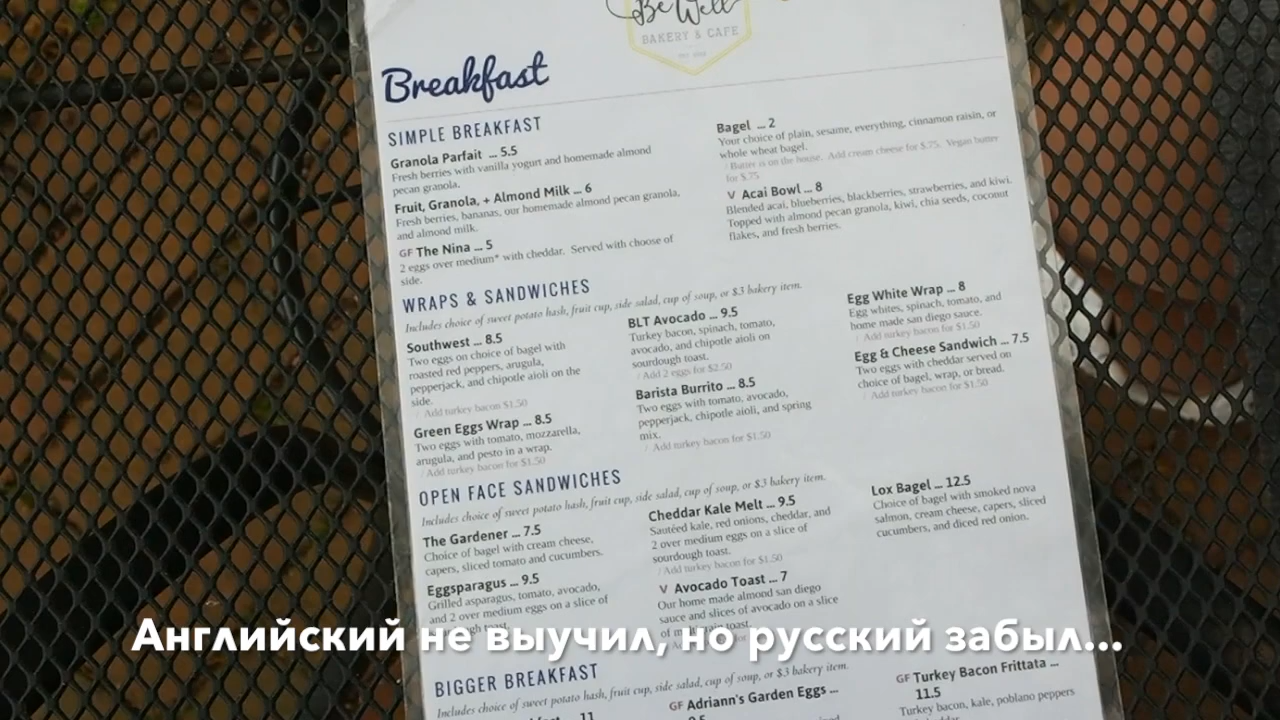 Be Well
BAKERY & CAFE
Breakfast
SIMPLE BREAKFAST
Granola Parfait ... 5.5
Fresh berries with vanilla yogurt and homemade almond
pecan granola.
Fruit, Granola, + Almond Milk ... 6
Fresh berries, bananas, our homemade almond pecan granola,
and almond milk.
GF The Nina ... 5
2 eggs over medium* with cheddar. Served with choose of
side.
Bagel ... 2
Your choice of plain, sesame, everything, cinnamon raisin, or
whole wheat bagel.
/ Butter is on the house. Add cream cheese for $.75. Vegan butter
for $.75
V Acai Bowl ... 8
Blended acai, blueberries, blackberries, strawberries, and kiwi.
Topped with almond pecan granola, kiwi, chia seeds, coconut
flakes, and fresh berries.
WRAPS & SANDWICHES
Includes choice of sweet potato hash, fruit cup, side salad, cup of soup, or $3 bakery item.
Southwest ... 8.5
Two eggs on choice of bagel with
roasted red peppers, arugula,
pepperjack, and chipotle aioli on the
side.
/ Add turkey bacon $1.50
Green Eggs Wrap ... 8.5
Two eggs with tomato, mozzarella,
arugula, and pesto in a wrap.
/ Add turkey bacon for $1.50
BLT Avocado ... 9.5
Turkey bacon, spinach, tomato,
avocado, and chipotle aioli on
sourdough toast.
/ Add 2 eggs for $2.50
Barista Burrito ... 8.5
Two eggs with tomato, avocado,
pepperjack, chipotle aioli, and spring
mix.
/ Add turkey bacon for $1.50
Egg White Wrap ... 8
Egg whites, spinach, tomato, and
home made san diego sauce.
/ Add turkey bacon for $1.50
Egg & Cheese Sandwich ... 7.5
Two eggs with cheddar served on
choice of bagel, wrap, or bread.
/ Add turkey bacon for $1.50
OPEN FACE SANDWICHES
Includes choice of sweet potato hash, fruit cup, side salad, cup of soup, or $3 bakery item.
The Gardener ... 7.5
Choice of bagel with cream cheese,
capers, sliced tomato and cucumbers.
Eggsparagus ... 9.5
Grilled asparagus, tomato, avocado,
and 2 over medium eggs on a slice of
toast.
Cheddar Kale Melt ... 9.5
Sautéed kale, red onions, cheddar, and
2 over medium eggs on a slice of
sourdough toast.
/ Add turkey bacon for $1.50
V Avocado Toast ... 7
Our home made almond san diego
sauce and slices of avocado on a slice
of toast.
Lox Bagel ... 12.5
Choice of bagel with smoked nova
salmon, cream cheese, capers, sliced
cucumbers, and diced red onion.
Английский не выучил, но русский забыл...
BIGGER BREAKFAST
Includes choice of sweet potato hash, fruit cup, side salad, cup of soup, or $3 bakery item.
11
GF Adriann's Garden Eggs ...
9.5
GF Turkey Bacon Frittata ...
11.5
Turkey bacon, kale, poblano peppers